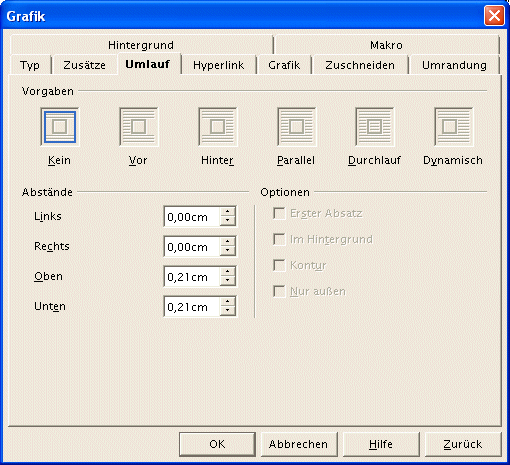 Grafik
Hintergrund Makro
Typ Zusätze Umlauf Hyperlink Grafik Zuschneiden Umrandung
Vorgaben
Kein Vor Hinter Parallel Durchlauf Dynamisch
Abstände Optionen
Links 0,00cm Erster Absatz
Rechts 0,00cm Im Hintergrund
Oben 0,21cm Kontur
Unten 0,21cm Nur außen
OK Abbrechen Hilfe Zurück